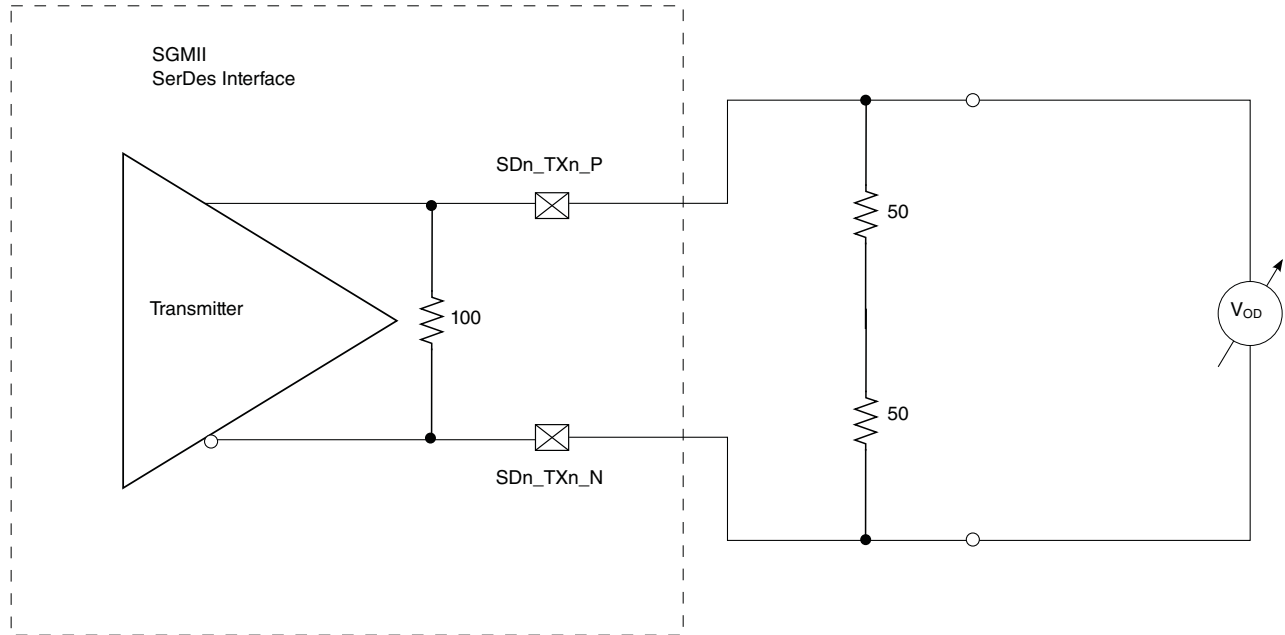 SGMII
SerDes Interface
SDn_TXn_P
50
Transmitter
100
VOD
50
SDn_TXn_N